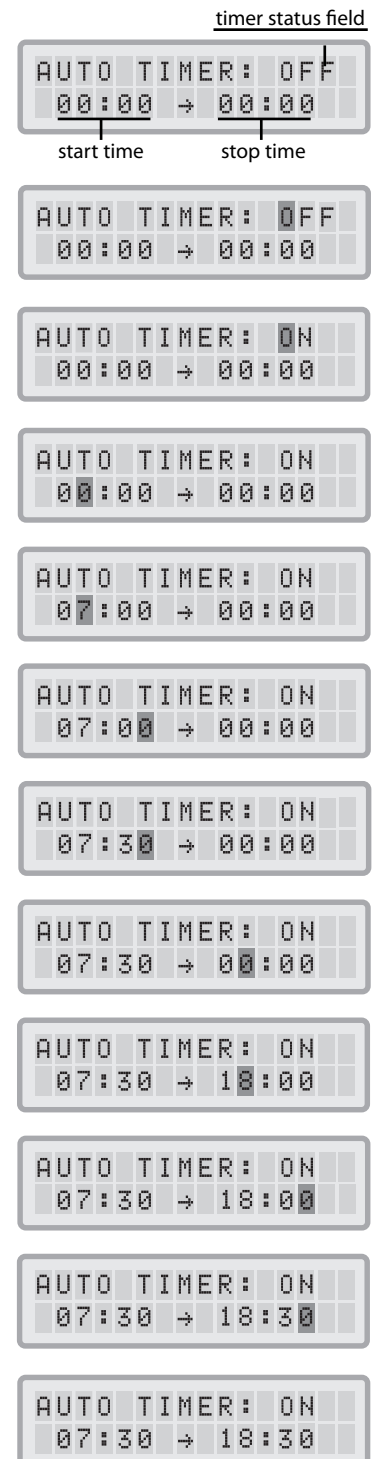 timer status field
AUTO TIMER: OFF
00:00 → 00:00
start time stop time
AUTO TIMER: OFF
00:00 → 00:00
AUTO TIMER: ON
00:00 → 00:00
AUTO TIMER: ON
00:00 → 00:00
AUTO TIMER: ON
07:00 → 00:00
AUTO TIMER: ON
07:00 → 00:00
AUTO TIMER: ON
07:30 → 00:00
AUTO TIMER: ON
07:30 → 00:00
AUTO TIMER: ON
07:30 → 18:00
AUTO TIMER: ON
07:30 → 18:00
AUTO TIMER: ON
07:30 → 18:30
AUTO TIMER: ON
07:30 → 18:30